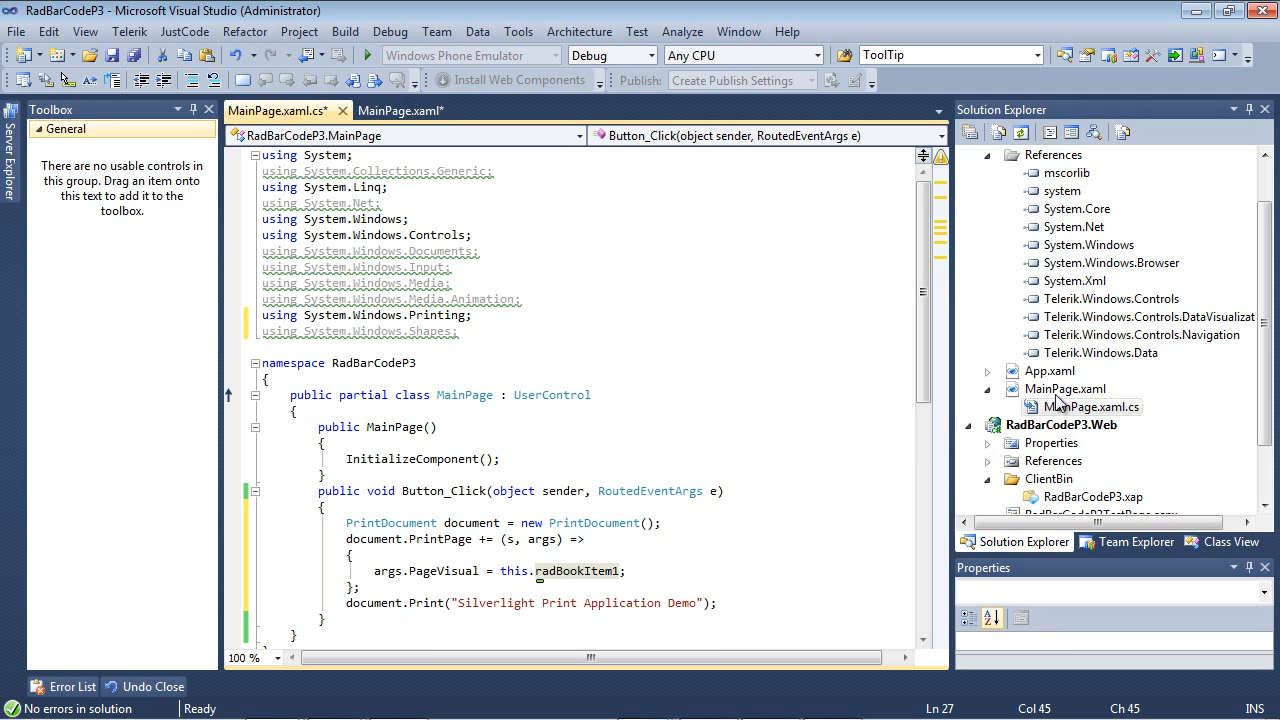 RadBarCodeP3 - Microsoft Visual Studio (Administrator)
File Edit View Telerik JustCode Refactor Project Build Debug Team Data Tools Architecture Test Analyze Window Help
Windows Phone Emulator Debug Any CPU ToolTip
Install Web Components Publish: Create Publish Settings
Server Explorer
Toolbox
General
There are no usable controls in
this group. Drag an item onto
this text to add it to the
toolbox.
MainPage.xaml.cs* MainPage.xaml*
RadBarCodeP3.MainPage Button_Click(object sender, RoutedEventArgs e)
using System;
using System.Collections.Generic;
using System.Linq;
using System.Net;
using System.Windows;
using System.Windows.Controls;
using System.Windows.Documents;
using System.Windows.Input;
using System.Windows.Media;
using System.Windows.Media.Animation;
using System.Windows.Printing;
using System.Windows.Shapes;
namespace RadBarCodeP3
{
public partial class MainPage : UserControl
{
public MainPage()
{
InitializeComponent();
}
public void Button_Click(object sender, RoutedEventArgs e)
{
PrintDocument document = new PrintDocument();
document.PrintPage += (s, args) =>
{
args.PageVisual = this.radBookItem1;
};
document.Print("Silverlight Print Application Demo");
}
}
100 %
Solution Explorer
References
mscorlib
system
System.Core
System.Net
System.Windows
System.Windows.Browser
System.Xml
Telerik.Windows.Controls
Telerik.Windows.Controls.DataVisualizat
Telerik.Windows.Controls.Navigation
Telerik.Windows.Data
App.xaml
MainPage.xaml
MainPage.xaml.cs
RadBarCodeP3.Web
Properties
References
ClientBin
RadBarCodeP3.xap
Solution Explorer Team Explorer Class View
Properties
Error List Undo Close
No errors in solution Ready Ln 27 Col 45 Ch 45 INS